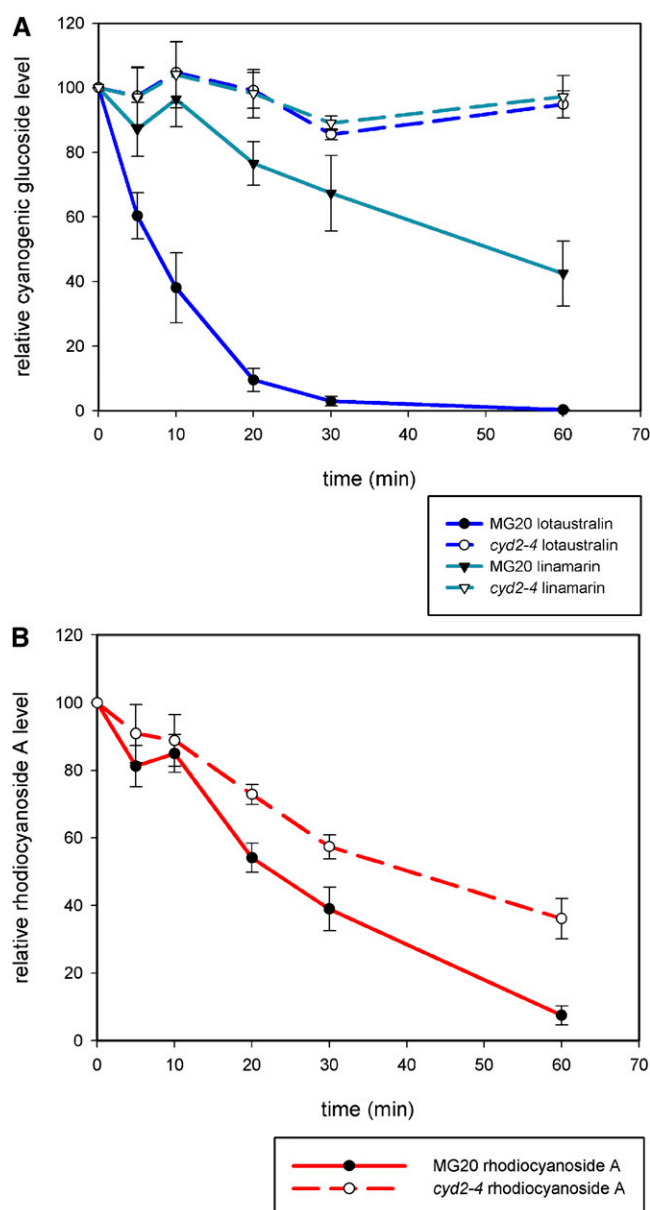 A
relative cyanogenic glucoside level
120
100
80
60
40
20
0
0 10 20 30 40 50 60 70
time (min)
MG20 lotaustralin
cyd2-4 lotaustralin
MG20 linamarin
cyd2-4 linamarin
B
relative rhodiocyanoside A level
120
100
80
60
40
20
0
0 10 20 30 40 50 60 70
time (min)
MG20 rhodiocyanoside A
cyd2-4 rhodiocyanoside A